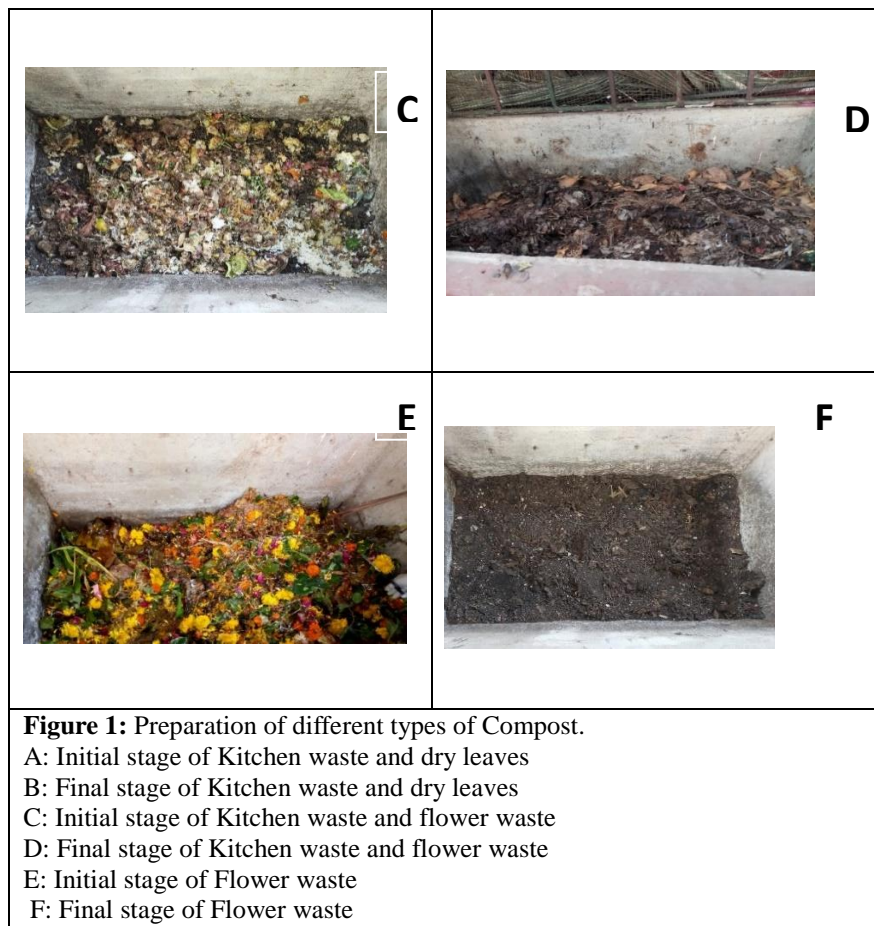 C
D
E
F
Figure 1: Preparation of different types of Compost.
A: Initial stage of Kitchen waste and dry leaves
B: Final stage of Kitchen waste and dry leaves
C: Initial stage of Kitchen waste and flower waste
D: Final stage of Kitchen waste and flower waste
E: Initial stage of Flower waste
F: Final stage of Flower waste